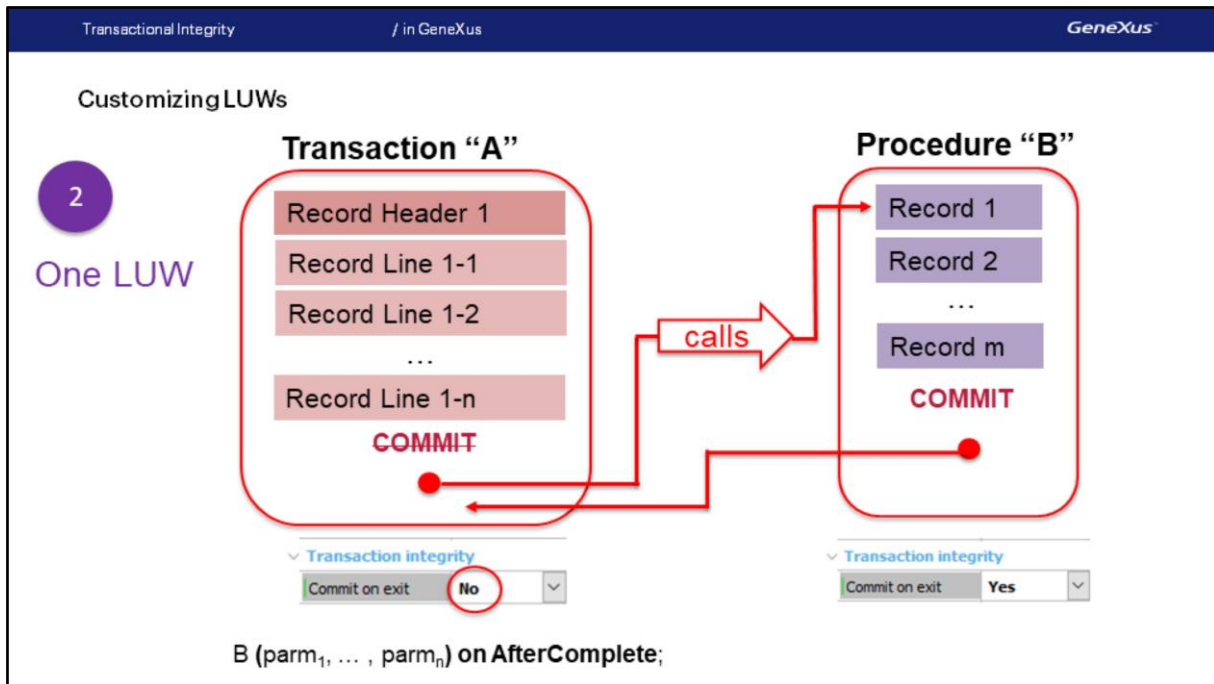 Transactional Integrity / in GeneXus GeneXus™
Customizing LUWs
2
One LUW
Transaction “A”
Record Header 1
Record Line 1-1
Record Line 1-2
...
Record Line 1-n
COMMIT
calls
Procedure “B”
Record 1
Record 2
...
Record m
COMMIT
Transaction integrity
Commit on exit No
Transaction integrity
Commit on exit Yes
B (parm₁, ... , parmₙ) on AfterComplete;